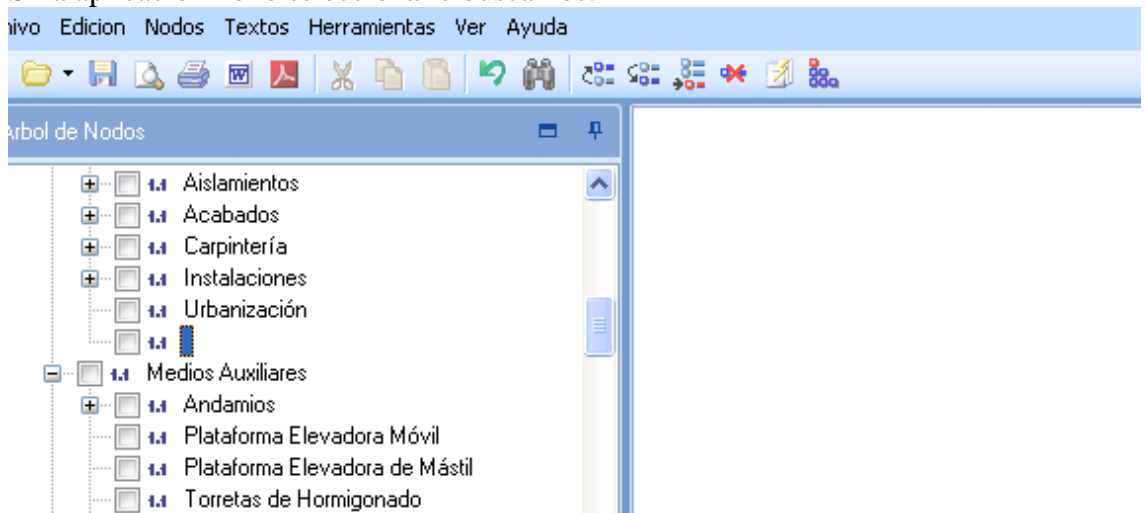 ivo Edicion Nodos Textos Herramientas Ver Ayuda
Arbol de Nodos
1.1 Aislamientos
1.1 Acabados
1.1 Carpintería
1.1 Instalaciones
1.1 Urbanización
1.1
1.1 Medios Auxiliares
1.1 Andamios
1.1 Plataforma Elevadora Móvil
1.1 Plataforma Elevadora de Mástil
1.1 Torretas de Hormigonado